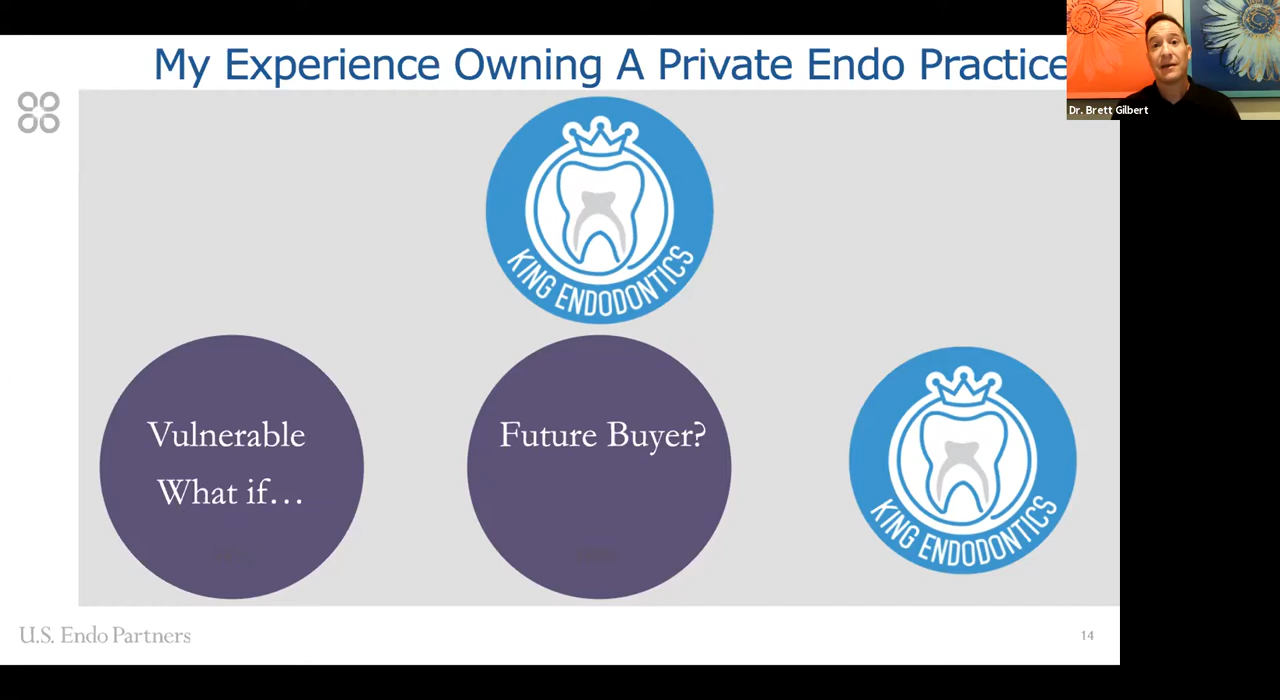 My Experience Owning A Private Endo Practice
Dr. Brett Gilbert
KING ENDODONTICS
Vulnerable
What if…
Future Buyer?
KING ENDODONTICS
U.S. Endo Partners
14